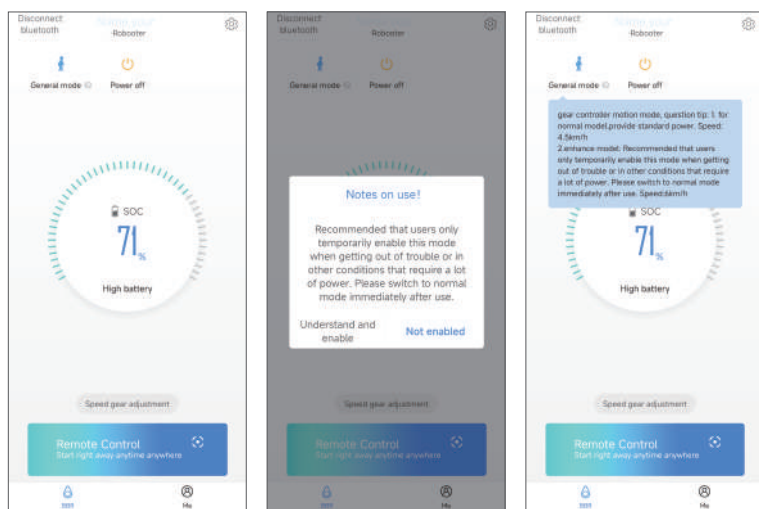 Disconnect
bluetooth
Robooter
General mode
Power off
SOC
71%
High battery
Speed gear adjustment
Remote Control
Start right away anytime anywhere
Me
Disconnect
bluetooth
Robooter
General mode
Power off
Notes on use!
Recommended that users only
temporarily enable this mode
when getting out of trouble or in
other conditions that require a lot
of power. Please switch to normal
mode immediately after use.
Understand and
enable
Not enabled
Speed gear adjustment
Remote Control
Start right away anytime anywhere
Me
Disconnect
bluetooth
Robooter
General mode
Power off
gear controller motion mode, question tip: 1. for
normal model,provide standard power. Speed:
4.5km/h
2.enhance model: Recommended that users
only temporarily enable this mode when getting
out of trouble or in other conditions that require
a lot of power. Please switch to normal mode
immediately after use. Speed:6km/h
SOC
71%
High battery
Speed gear adjustment
Remote Control
Start right away anytime anywhere
Me